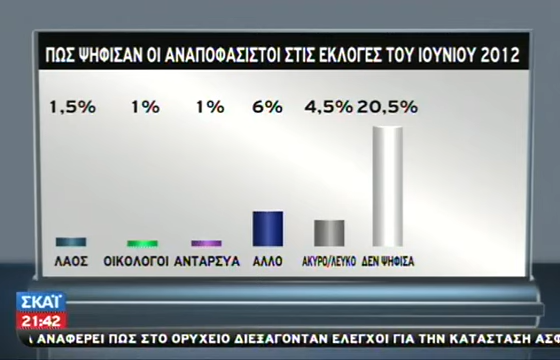 ΠΩΣ ΨΗΦΙΣΑΝ ΟΙ ΑΝΑΠΟΦΑΣΙΣΤΟΙ ΣΤΙΣ ΕΚΛΟΓΕΣ ΤΟΥ ΙΟΥΝΙΟΥ 2012
1,5% 1% 1% 6% 4,5% 20,5%
ΛΑΟΣ ΟΙΚΟΛΟΓΟΙ ΑΝΤΑΡΣΥΑ ΑΛΛΟ ΑΚΥΡΟ/ΛΕΥΚΟ ΔΕΝ ΨΗΦΙΣΑ
ΣΚΑΪ
21:42
ΑΝΑΦΕΡΕΙ ΠΩΣ ΣΤΟ ΟΡΥΧΕΙΟ ΔΙΕΞΑΓΟΝΤΑΝ ΕΛΕΓΧΟΙ ΓΙΑ ΤΗΝ ΚΑΤΑΣΤΑΣΗ